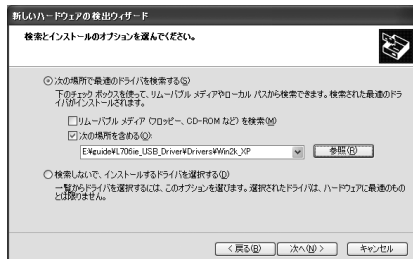 新しいハードウェアの検出ウィザード
検索とインストールのオプションを選んでください。
次の場所で最適のドライバを検索する(S)
下のチェック ボックスを使って、リムーバブル メディアやローカル パスから検索できます。検索された最適のドラ
イバがインストールされます。
リムーバブル メディア (フロッピー、CD-ROM など) を検索(M)
次の場所を含める(O):
E:¥guide¥L706ie_USB_Driver¥Drivers¥Win2k_XP
参照(R)
検索しないで、インストールするドライバを選択する(D)
一覧からドライバを選択するには、このオプションを選びます。選択されたドライバは、ハードウェアに最適のもの
とは限りません。
< 戻る(B)
次へ(N) >
キャンセル